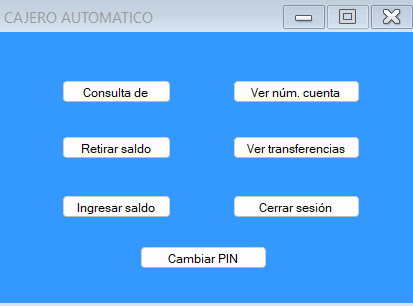 CAJERO AUTOMATICO
Consulta de
Ver núm. cuenta
Retirar saldo
Ver transferencias
Ingresar saldo
Cerrar sesión
Cambiar PIN